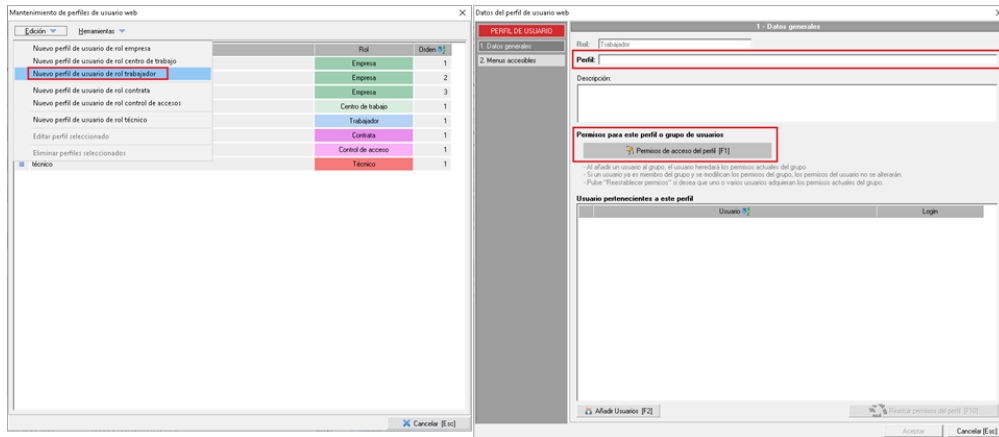 Mantenimiento de perfiles de usuario web
Edición
Herramientas
Nuevo perfil de usuario de rol empresa
Nuevo perfil de usuario de rol centro de trabajo
Nuevo perfil de usuario de rol trabajador
Nuevo perfil de usuario de rol contrata
Nuevo perfil de usuario de rol control de accesos
Nuevo perfil de usuario de rol técnico
Editar perfil seleccionado
Eliminar perfiles seleccionados
Rol Orden
Empresa 1
Empresa 2
Empresa 3
Centro de trabajo 1
Trabajador 1
Contrata 1
Control de acceso 1
técnico Técnico 1
Cancelar [Esc]
Datos del perfil de usuario web
PERFIL DE USUARIO
1. Datos generales
2. Menus accesibles
1 - Datos generales
Rol: Trabajador
Perfil:
Descripción:
Permisos para este perfil o grupo de usuarios
Permisos de acceso del perfil [F1]
- Al añadir un usuario al grupo, el usuario heredará los permisos actuales del grupo
- Si un usuario ya es miembro del grupo y se modifican los permisos del grupo, los permisos del usuario no se alterarán.
- Pulse "Reestablecer permisos" si desea que uno o varios usuarios adquieran los permisos actuales del grupo.
Usuario pertenecientes a este perfil
Usuario Login
Añadir Usuarios [F2]
Restituir permisos del perfil [F10]
Aceptar
Cancelar [Esc]